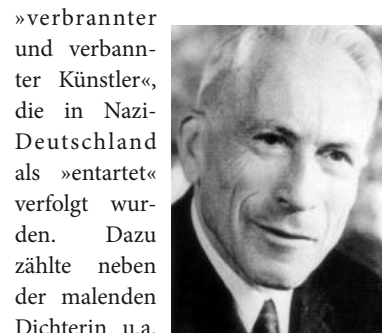 »verbrannter
und verbann-
ter Künstler«,
die in Nazi-
Deutschland
als »entartet«
verfolgt wur-
den. Dazu
zählte neben
der malenden
Dichterin u.a.